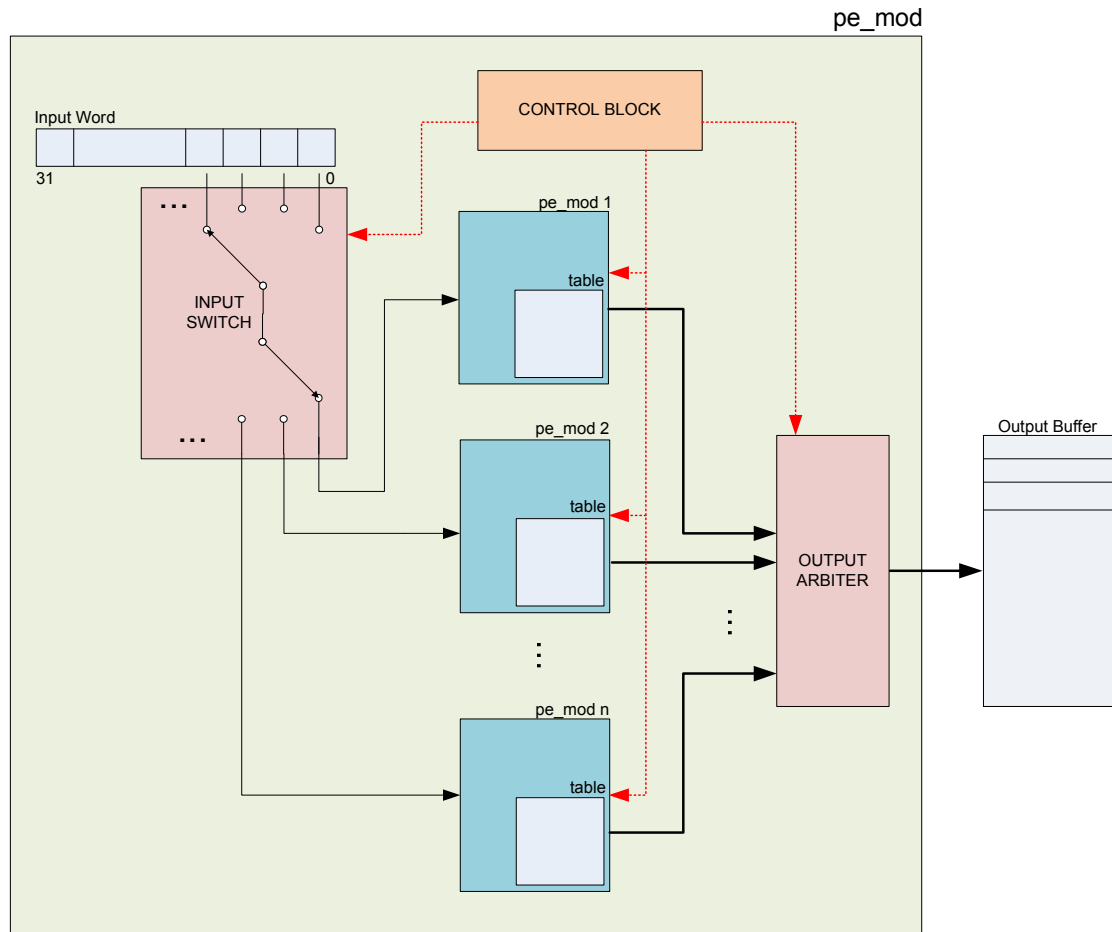 pe_mod
CONTROL BLOCK
Input Word
31
0
...
pe_mod 1
table
INPUT
SWITCH
...
pe_mod 2
table
Output Buffer
OUTPUT
ARBITER
...
...
pe_mod n
table